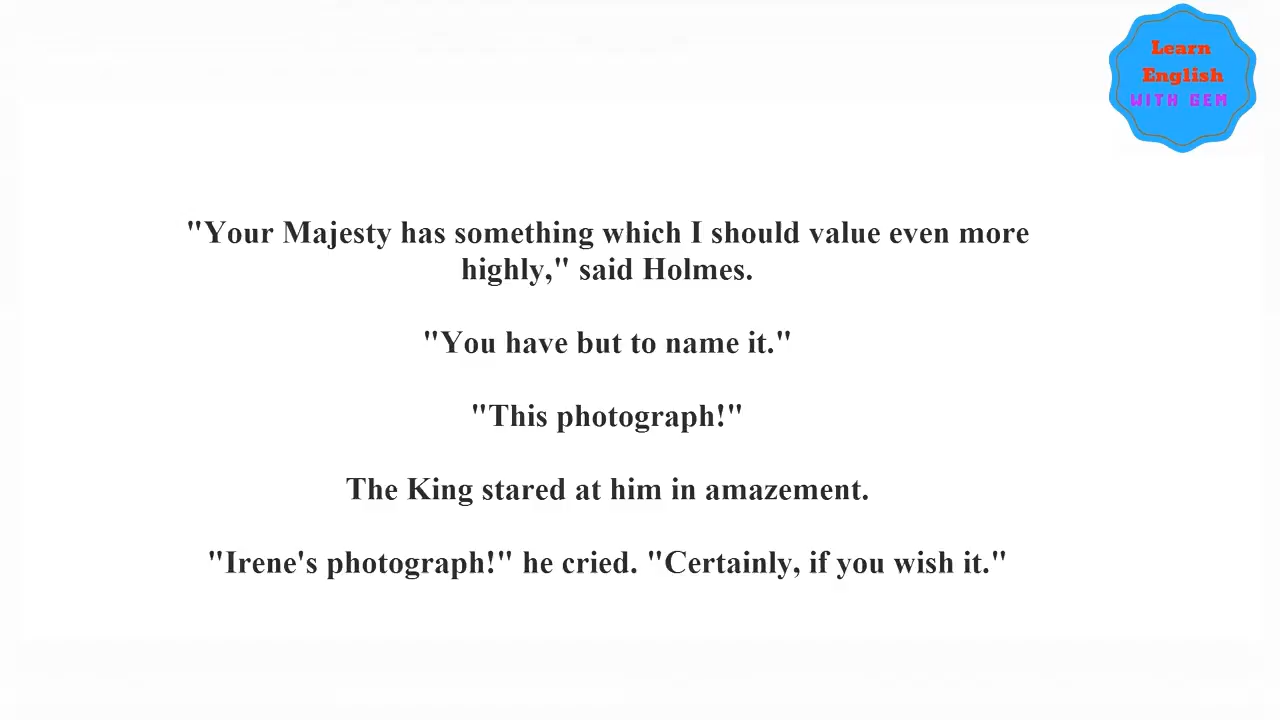 Learn
English
WITH GEM
"Your Majesty has something which I should value even more
highly," said Holmes.
"You have but to name it."
"This photograph!"
The King stared at him in amazement.
"Irene's photograph!" he cried. "Certainly, if you wish it."